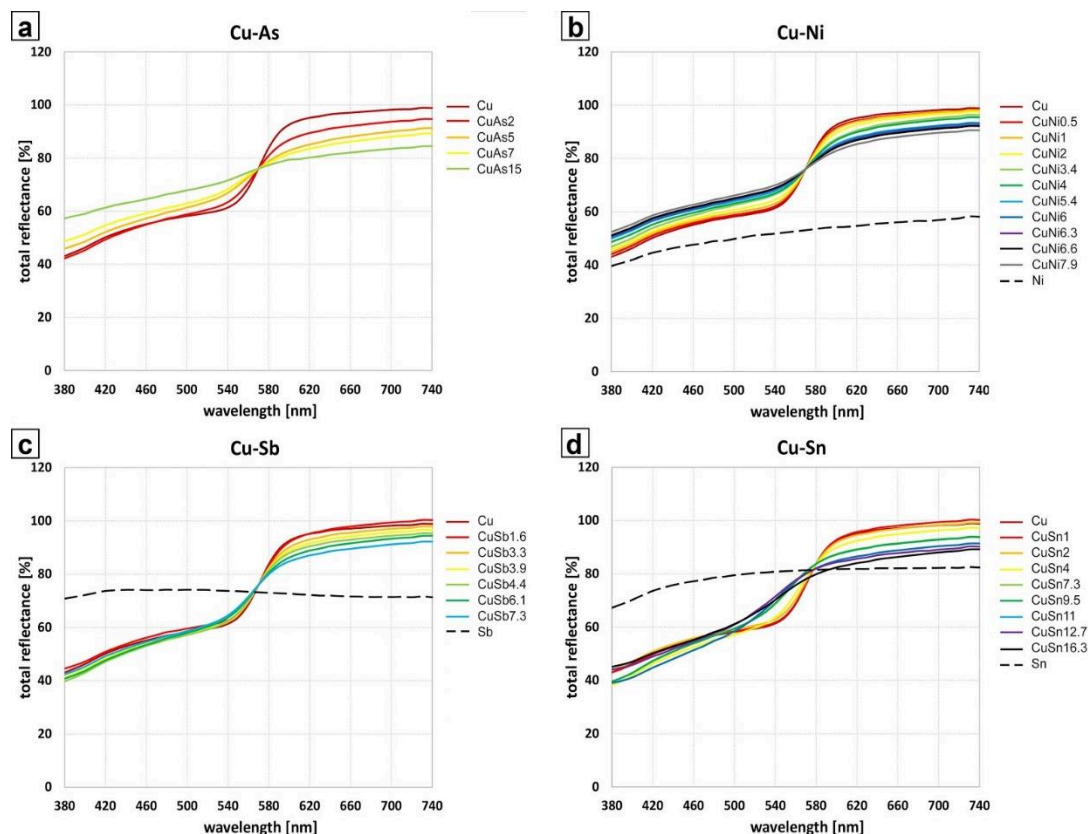 a
Cu-As
total reflectance [%]
120
100
80
60
40
20
0
380 420 460 500 540 580 620 660 700 740
wavelength [nm]
Cu
CuAs2
CuAs5
CuAs7
CuAs15
b
Cu-Ni
total reflectance [%]
120
100
80
60
40
20
0
380 420 460 500 540 580 620 660 700 740
wavelength [nm]
Cu
CuNi0.5
CuNi1
CuNi2
CuNi3.4
CuNi4
CuNi5.4
CuNi6
CuNi6.3
CuNi6.6
CuNi7.9
Ni
c
Cu-Sb
total reflectance [%]
120
100
80
60
40
20
0
380 420 460 500 540 580 620 660 700 740
wavelength [nm]
Cu
CuSb1.6
CuSb3.3
CuSb3.9
CuSb4.4
CuSb6.1
CuSb7.3
Sb
d
Cu-Sn
total reflectance [%]
120
100
80
60
40
20
0
380 420 460 500 540 580 620 660 700 740
wavelength [nm]
Cu
CuSn1
CuSn2
CuSn4
CuSn7.3
CuSn9.5
CuSn11
CuSn12.7
CuSn16.3
Sn